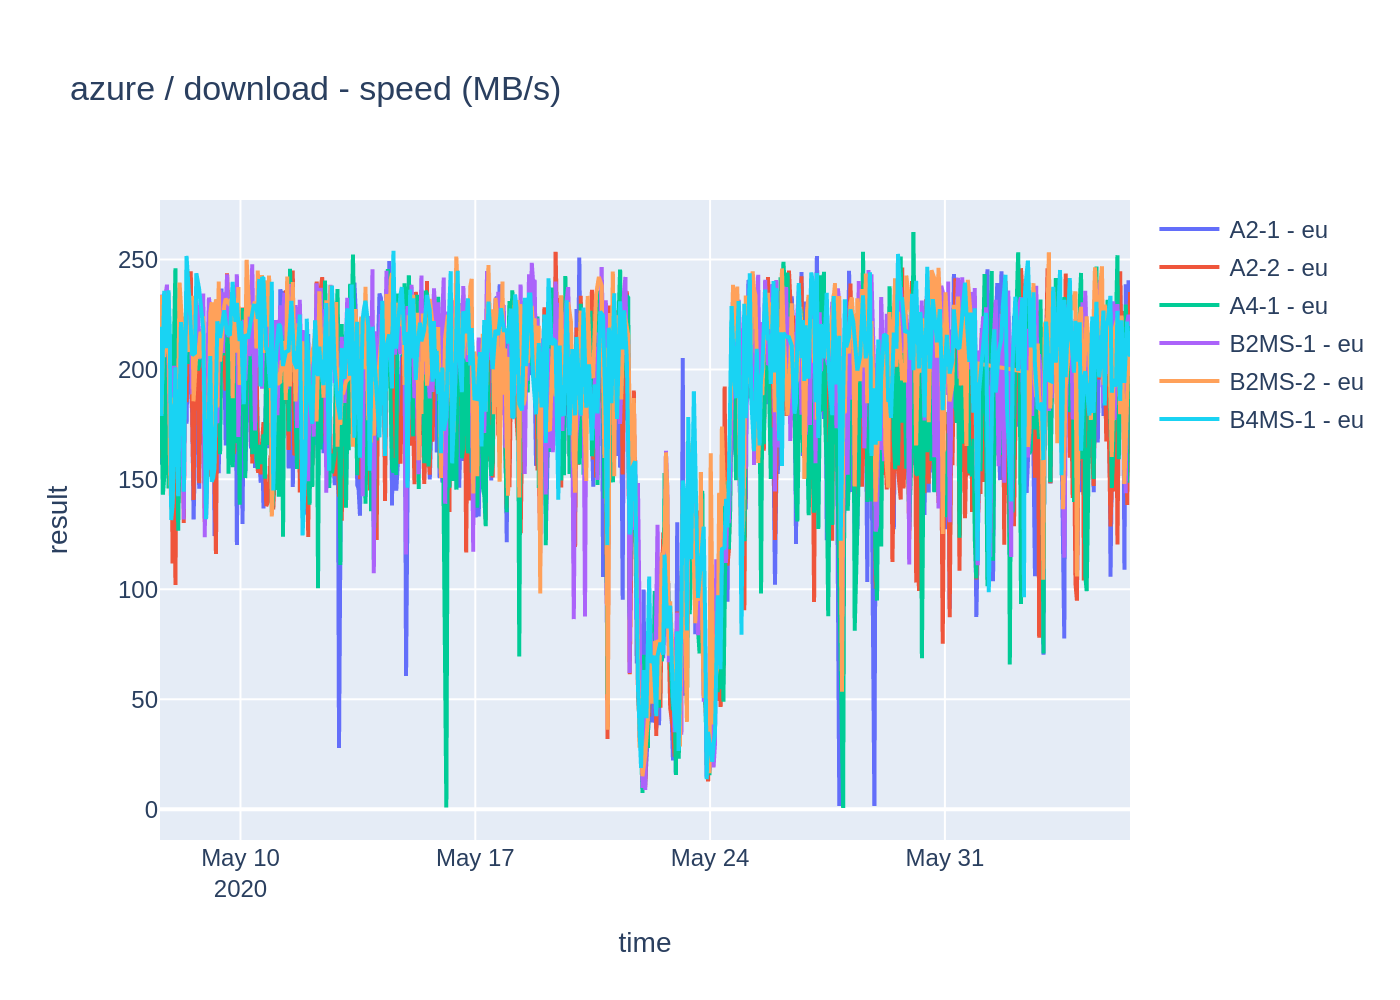 azure / download - speed (MB/s)
250
200
150
100
50
0
result
May 10
2020
May 17
May 24
May 31
time
A2-1 - eu
A2-2 - eu
A4-1 - eu
B2MS-1 - eu
B2MS-2 - eu
B4MS-1 - eu